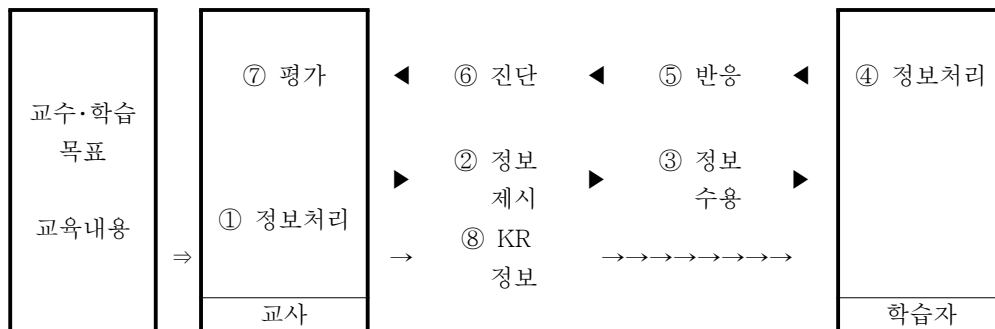 ⑦ 평가 ◀ ⑥ 진단 ◀ ⑤ 반응 ◀ ④ 정보처리
교수·학습
목표
② 정보
제시
③ 정보
수용
▶ ▶ ▶
교육내용
① 정보처리
⑧ KR
정보
⇒ → →→→→→→→→
교사
학습자